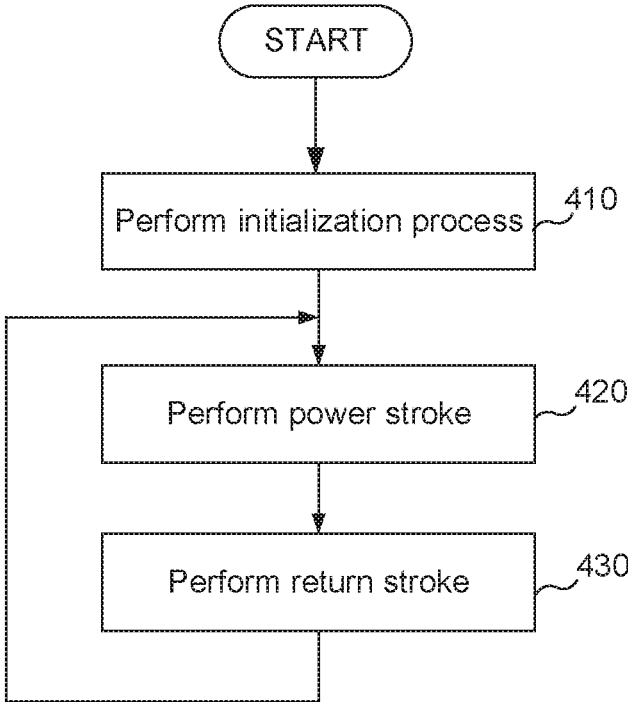 START
Perform initialization process
410
Perform power stroke
420
Perform return stroke
430